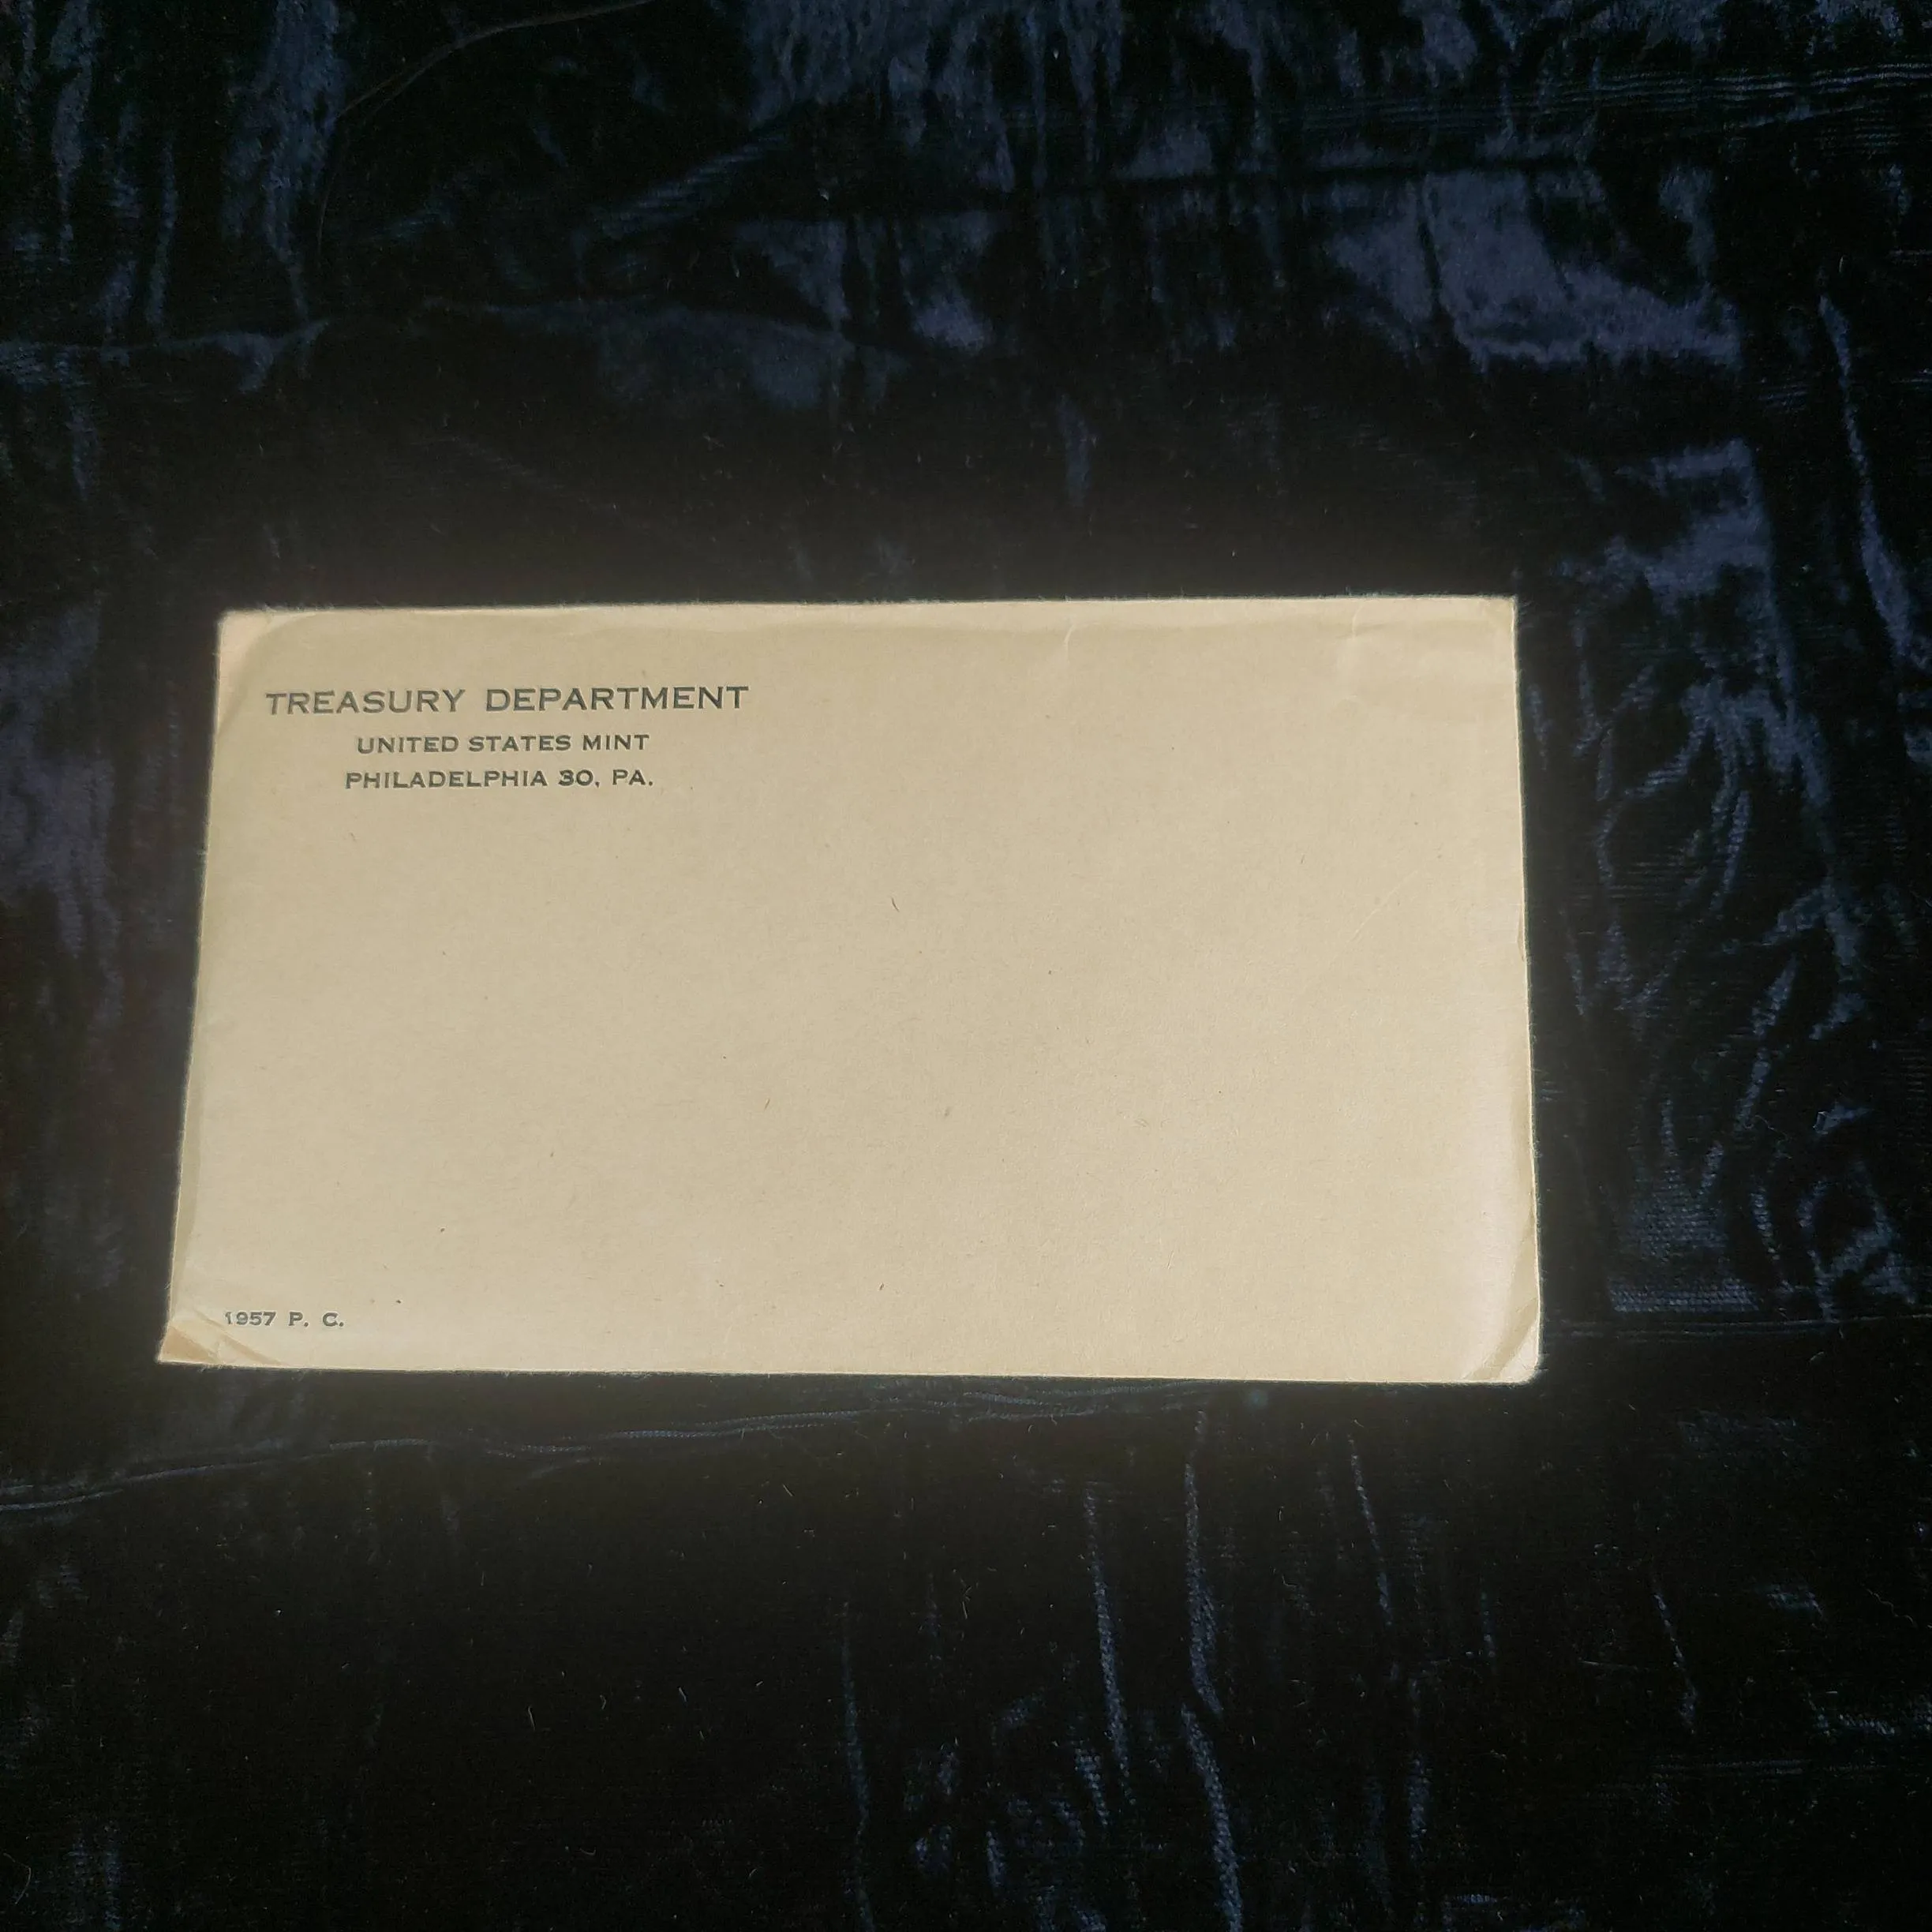 TREASURY DEPARTMENT
UNITED STATES MINT
PHILADELPHIA 30, PA.
1957 P. C.